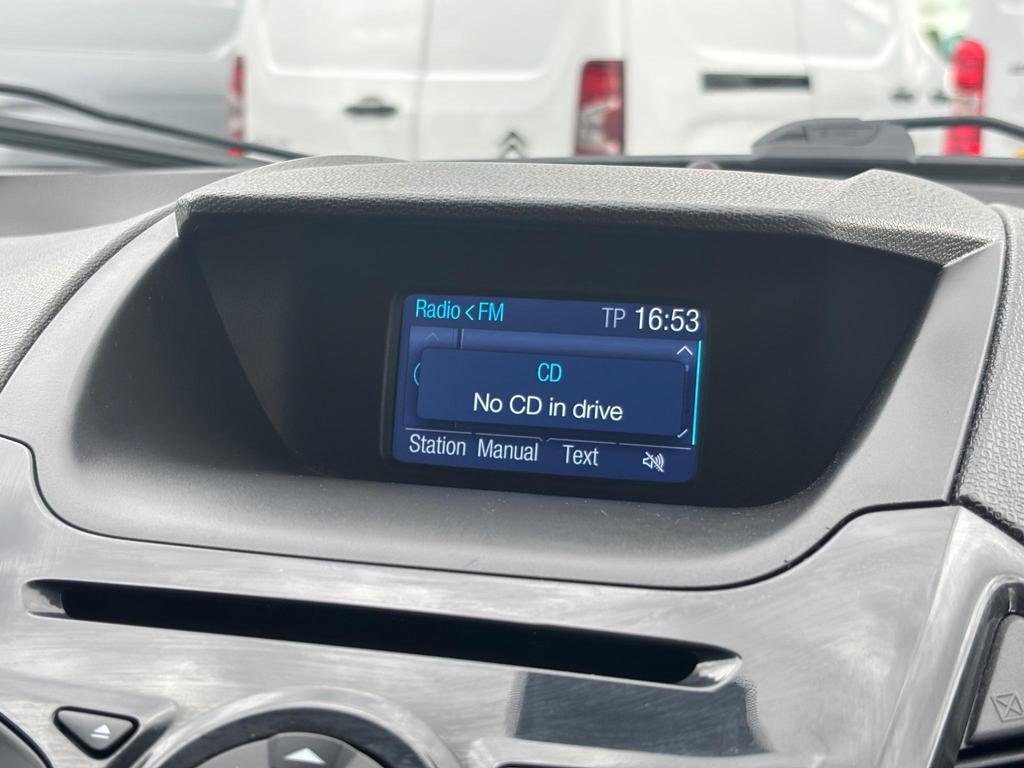 Radio < FM TP 16:53
CD
No CD in drive
Station Manual Text